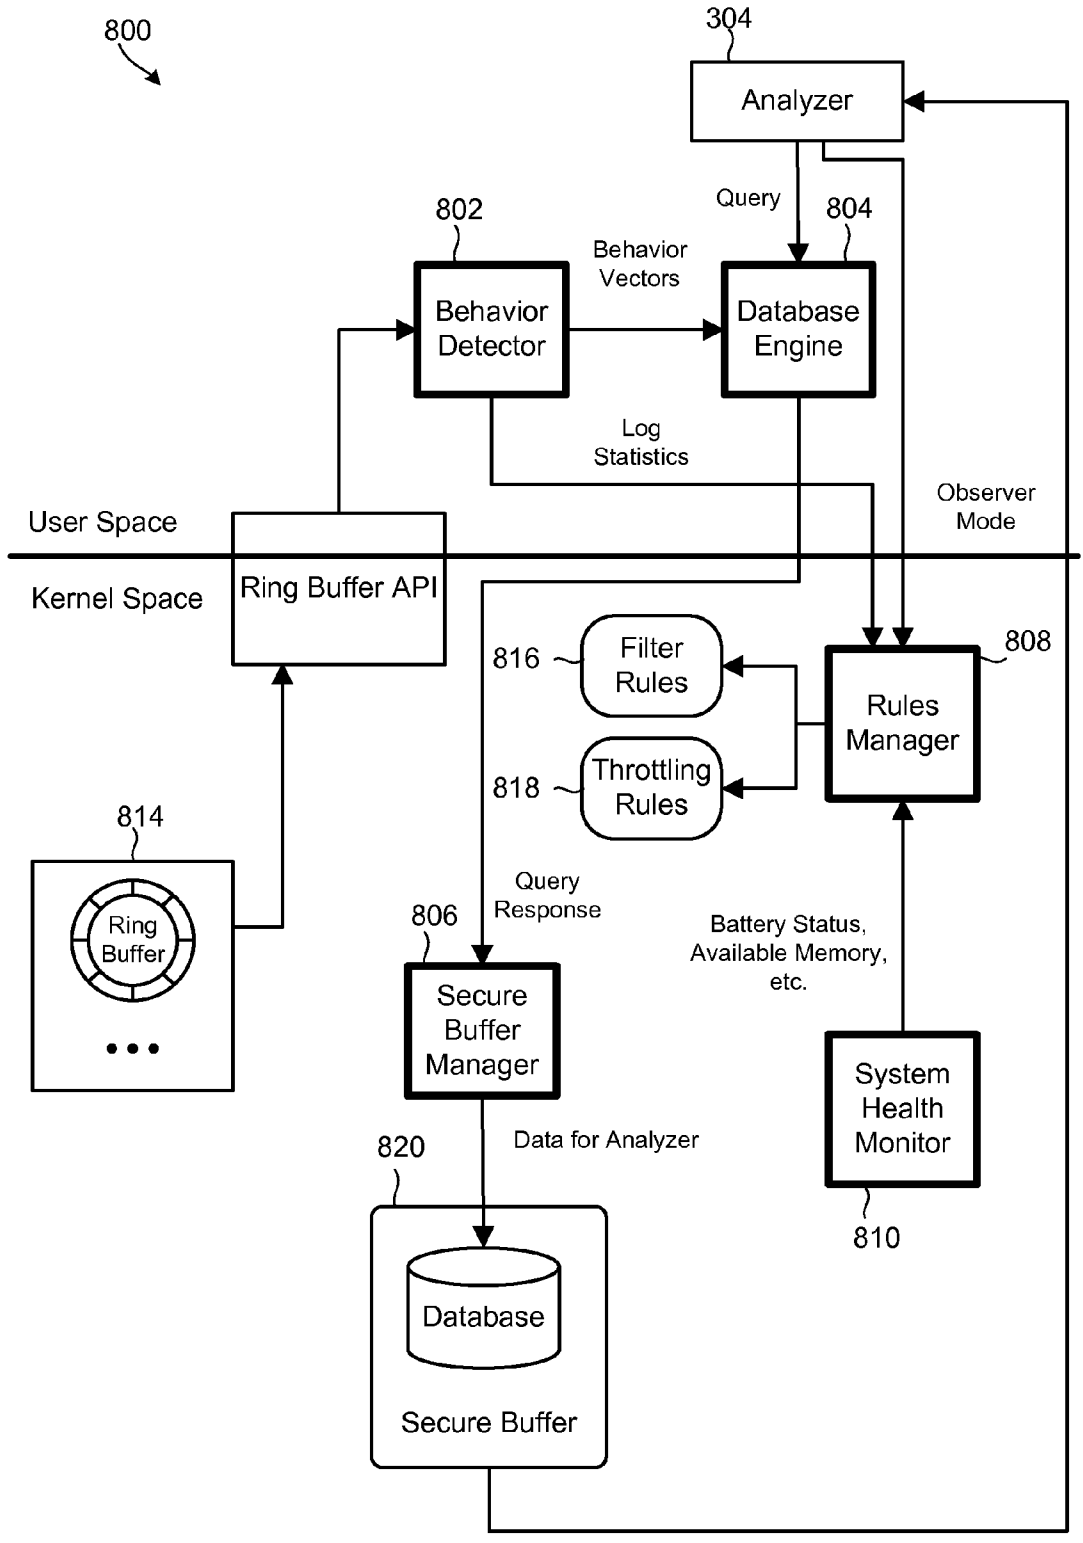 800
304
Analyzer
Query
802
804
Behavior
Vectors
Behavior
Detector
Database
Engine
Log
Statistics
Observer
Mode
User Space
Kernel Space
Ring Buffer API
816
Filter
Rules
808
Rules
Manager
818
Throttling
Rules
814
Ring
Buffer
Query
Response
806
Secure
Buffer
Manager
Battery Status,
Available Memory,
etc.
System
Health
Monitor
810
Data for Analyzer
820
Database
Secure Buffer